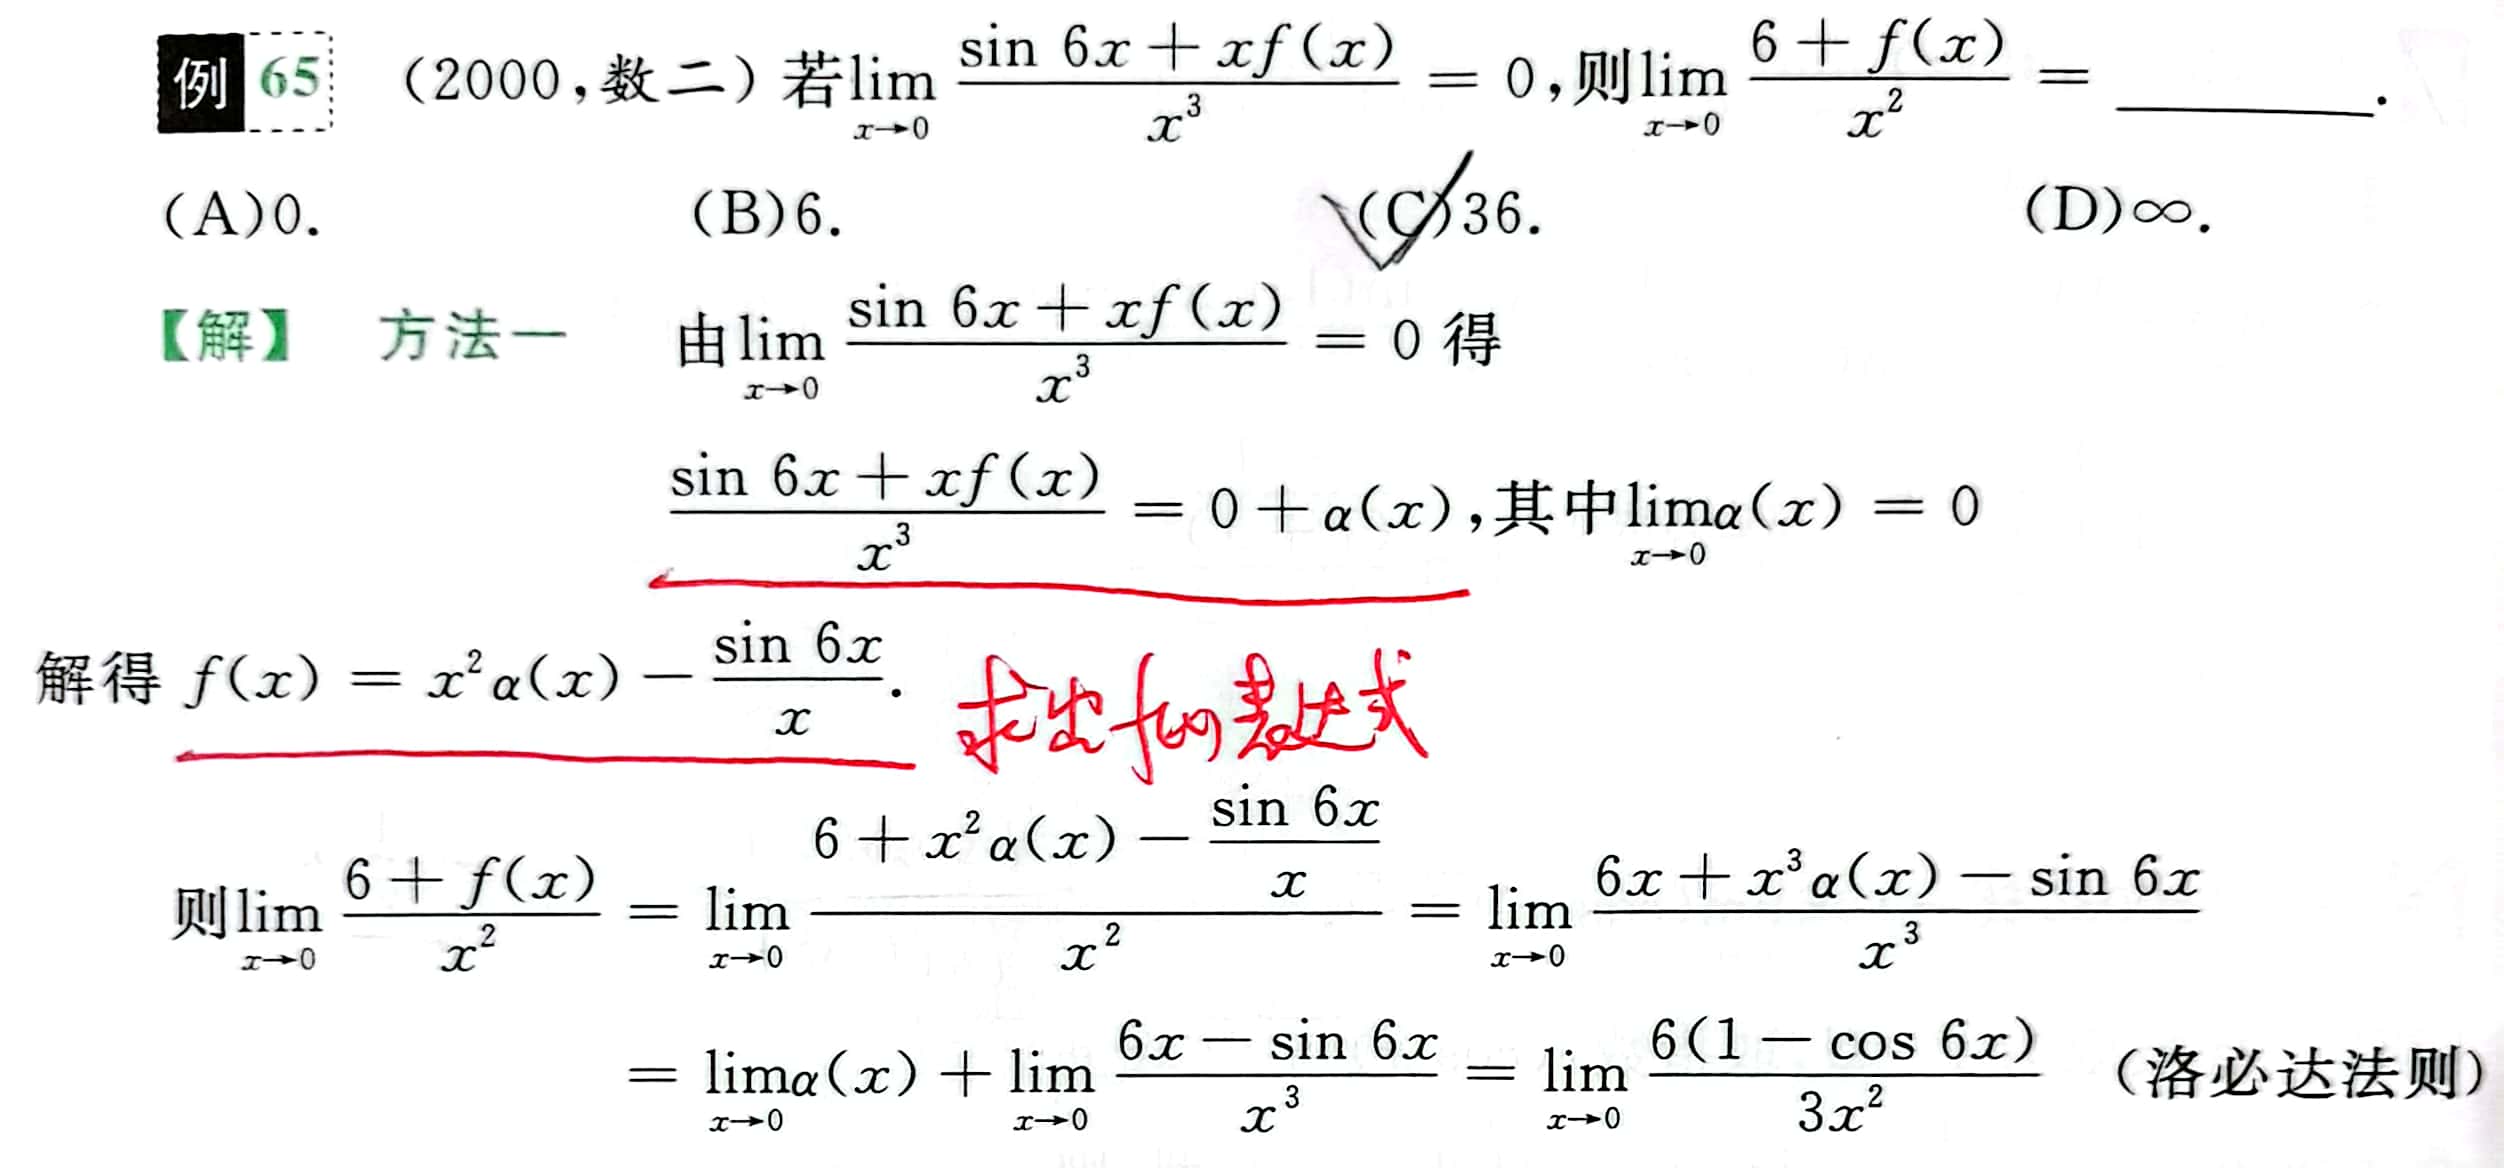 例 65 (2000,数二) 若$\lim_{x \to 0} \frac{\sin 6x + xf(x)}{x^3} = 0$,则$\lim_{x \to 0} \frac{6 + f(x)}{x^2} =$ ______.
(A)0. (B)6. (C)36. (D)∞.
【解】 方法一 由$\lim_{x \to 0} \frac{\sin 6x + xf(x)}{x^3} = 0$ 得
$\frac{\sin 6x + xf(x)}{x^3} = 0 + \alpha(x)$,其中$\lim_{x \to 0} \alpha(x) = 0$
解得 $f(x) = x^2\alpha(x) - \frac{\sin 6x}{x}$.
求出f(x)表达式
则$\lim_{x \to 0} \frac{6 + f(x)}{x^2} = \lim_{x \to 0} \frac{6 + x^2\alpha(x) - \frac{\sin 6x}{x}}{x^2} = \lim_{x \to 0} \frac{6x + x^3\alpha(x) - \sin 6x}{x^3}$
$= \lim_{x \to 0} \alpha(x) + \lim_{x \to 0} \frac{6x - \sin 6x}{x^3} = \lim_{x \to 0} \frac{6(1 - \cos 6x)}{3x^2}$ (洛必达法则)